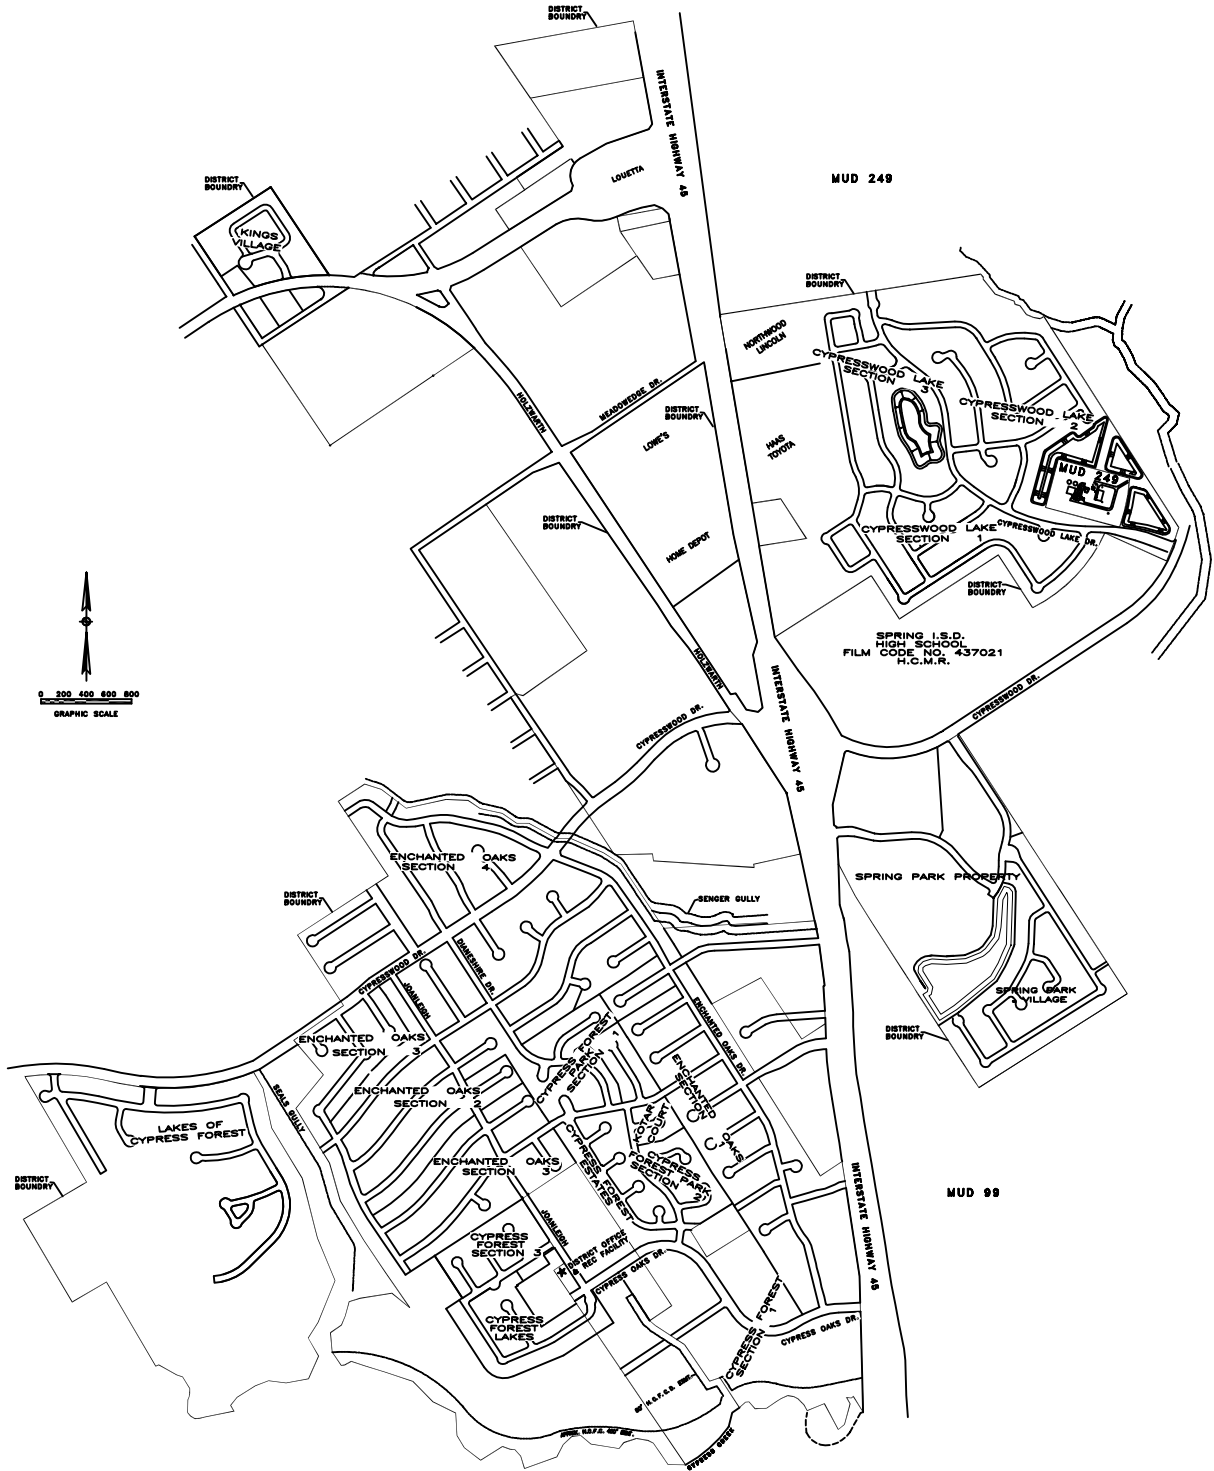 DISTRICT
BOUNDRY
INTERSTATE HIGHWAY 45
LOUETTA
MUD 249
DISTRICT
BOUNDRY
KINGS
VILLAGE
DISTRICT
BOUNDRY
NORTHWOOD
LINCOLN
CYPRESSWOOD LAKE
SECTION 3
CYPRESSWOOD LAKE
SECTION 2
HOLZWARTH
MEADOWEDGE DR.
DISTRICT
BOUNDRY
LOWE'S
HAAS
TOYOTA
MUD 249
DISTRICT
BOUNDRY
CYPRESSWOOD LAKE
SECTION 1
CYPRESSWOOD LAKE DR.
HOME DEPOT
DISTRICT
BOUNDRY
SPRING I.S.D.
HIGH SCHOOL
FILM CODE NO. 437021
H.C.M.R.
0 200 400 600 800
GRAPHIC SCALE
HOLZWARTH
INTERSTATE HIGHWAY 45
CYPRESSWOOD DR.
CYPRESSWOOD DR.
ENCHANTED OAKS
SECTION 4
SPRING PARK PROPERTY
DISTRICT
BOUNDRY
SENGER GULLY
CYPRESSWOOD DR.
DIANESHIRE DR.
JOANLEIGH
SPRING PARK
VILLAGE
ENCHANTED OAKS DR.
DISTRICT
BOUNDRY
ENCHANTED OAKS
SECTION 3
CYPRESS FOREST
PARK
SECTION 1
ENCHANTED OAKS
SECTION 1
ENCHANTED OAKS
SECTION 2
SEALS GULLY
KOTAR
COURT
LAKES OF
CYPRESS FOREST
ENCHANTED OAKS
SECTION 3
CYPRESS FOREST
ESTATES
CYPRESS
FOREST PARK
SECTION 2
DISTRICT
BOUNDRY
INTERSTATE HIGHWAY 45
MUD 99
JOANLEIGH
CYPRESS
FOREST
SECTION 3
DISTRICT OFFICE
& REC FACILITY
CYPRESS OAKS DR.
CYPRESS
FOREST
LAKES
CYPRESS FOREST
SECTION 1
CYPRESS OAKS DR.
CYPRESS CREEK